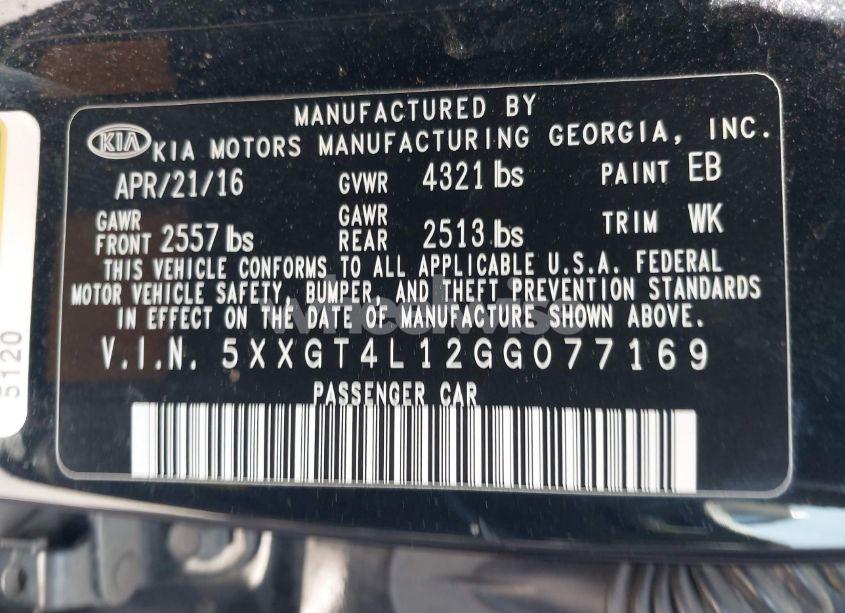 MANUFACTURED BY
KIA KIA MOTORS MANUFACTURING GEORGIA, INC.
APR/21/16 GVWR 4321 lbs PAINT EB
GAWR FRONT 2557 lbs GAWR REAR 2513 lbs TRIM WK
THIS VEHICLE CONFORMS TO ALL APPLICABLE U.S.A. FEDERAL
MOTOR VEHICLE SAFETY, BUMPER, AND THEFT PREVENTION STANDARDS
IN EFFECT ON THE DATE OF MANUFACTURE SHOWN ABOVE.
V.I.N. 5XXGT4L12GG077169
PASSENGER CAR
5120
wheelwise